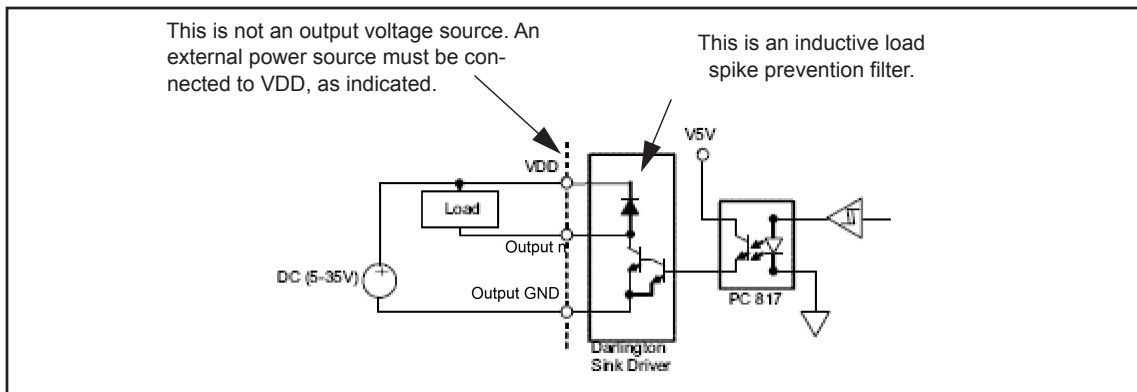 This is not an output voltage source. An
external power source must be con-
nected to VDD, as indicated.
This is an inductive load
spike prevention filter.
V5V
VDD
Load
Output n
DC (5-35V)
+
Output GND
PC 817
Darlington
Sink Driver